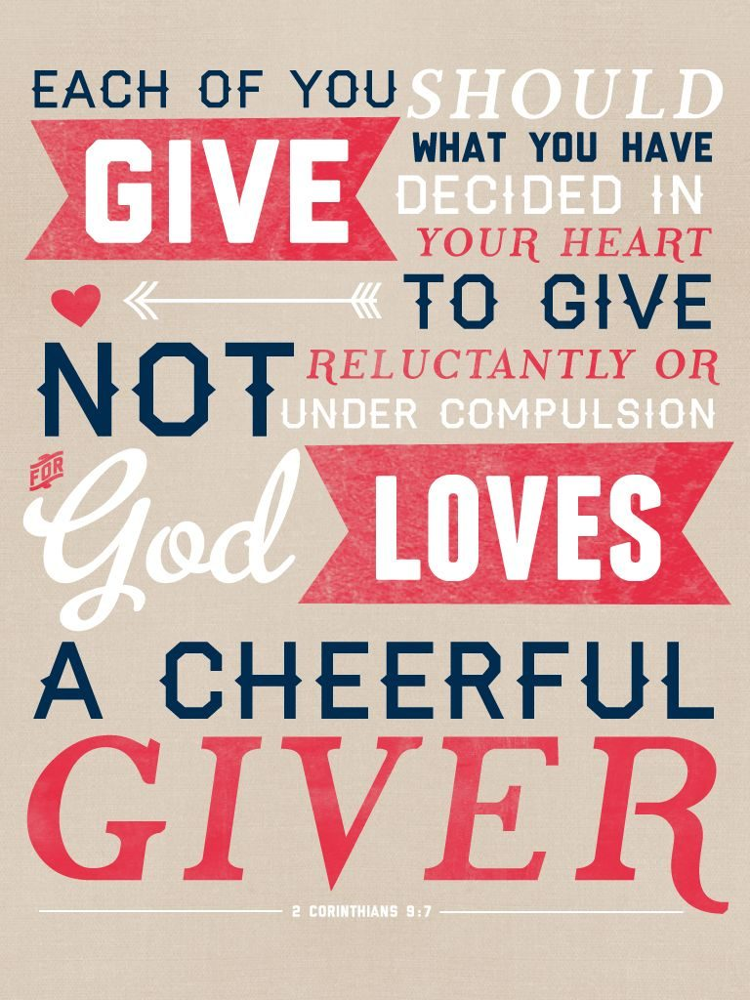 EACH OF YOU SHOULD
GIVE WHAT YOU HAVE
DECIDED IN
YOUR HEART
TO GIVE
NOT RELUCTANTLY OR
UNDER COMPULSION
FOR
God LOVES
A CHEERFUL
GIVER
2 CORINTHIANS 9:7